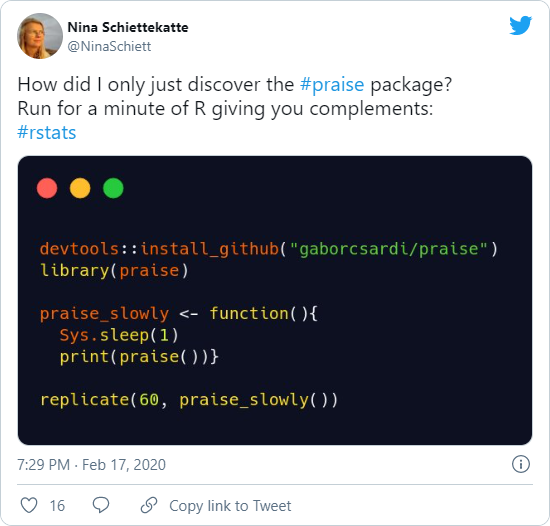 Nina Schiettekatte
@NinaSchiett
How did I only just discover the #praise package?
Run for a minute of R giving you complements:
#rstats
devtools::install_github("gaborcsardi/praise")
library(praise)
praise_slowly <- function(){
  Sys.sleep(1)
  print(praise())}
replicate(60, praise_slowly())
7:29 PM · Feb 17, 2020
16
Copy link to Tweet